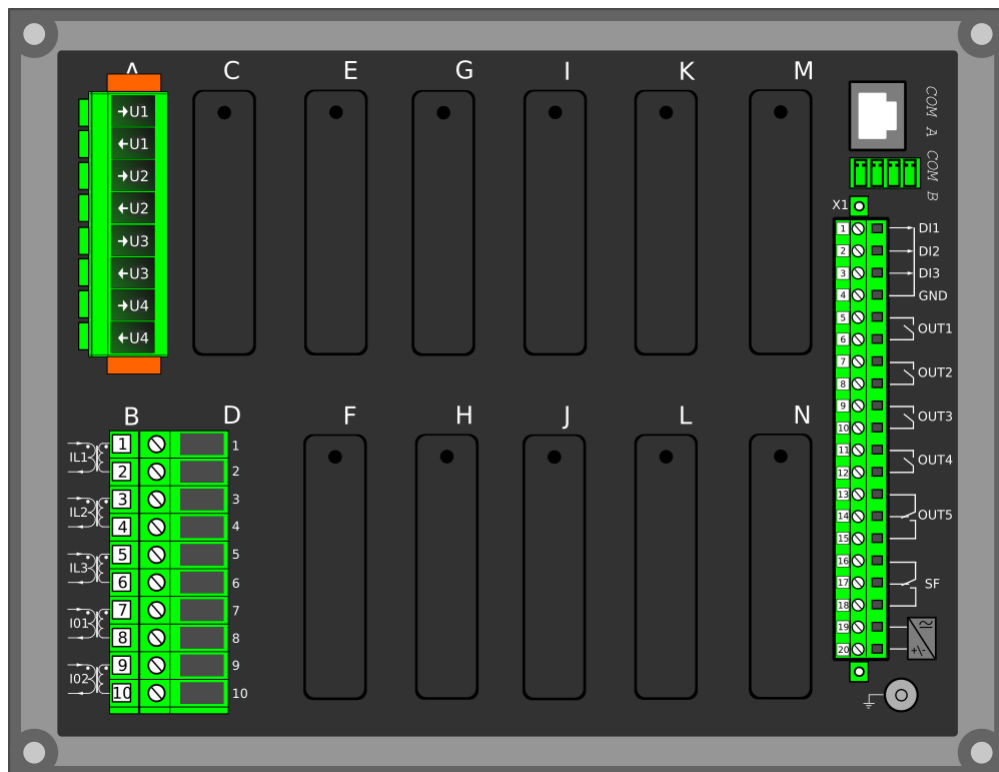 A C E G I K M
→U1
←U1
→U2
←U2
→U3
←U3
→U4
←U4
COM A
COM B
X1
1 DI1
2 DI2
3 DI3
4 GND
5
OUT1
6
7
OUT2
8
9
OUT3
10
11
OUT4
12
13
14 OUT5
15
16
17 SF
18
19
20 +/-
B D F H J L N
1 1
IL1
2 2
3 3
IL2
4 4
5 5
IL3
6 6
7 7
I01
8 8
9 9
I02
10 10